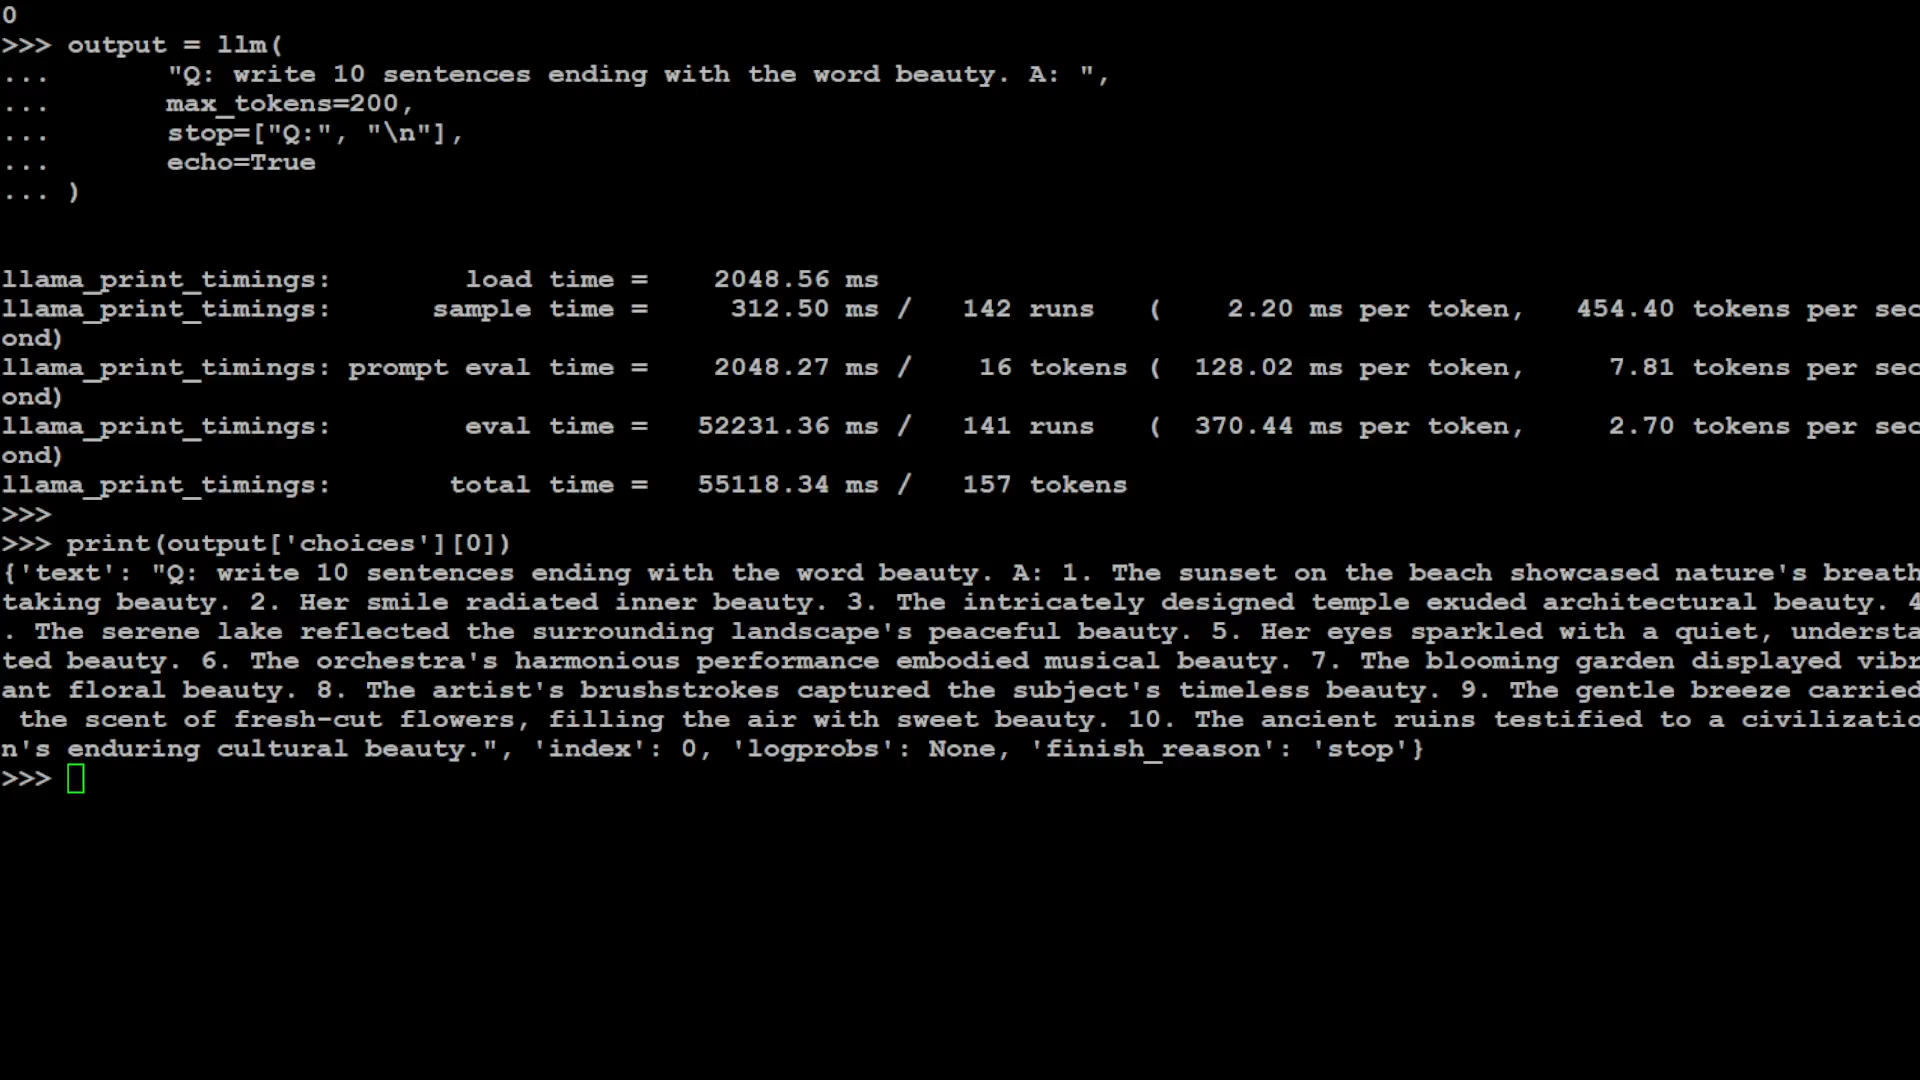 0
>>> output = llm(
...       "Q: write 10 sentences ending with the word beauty. A: ",
...       max_tokens=200,
...       stop=["Q:", "\n"],
...       echo=True
... )
llama_print_timings:        load time =    2048.56 ms
llama_print_timings:      sample time =     312.50 ms /   142 runs   (    2.20 ms per token,   454.40 tokens per sec
ond)
llama_print_timings: prompt eval time =    2048.27 ms /    16 tokens (  128.02 ms per token,     7.81 tokens per sec
ond)
llama_print_timings:        eval time =   52231.36 ms /   141 runs   (  370.44 ms per token,     2.70 tokens per sec
ond)
llama_print_timings:       total time =   55118.34 ms /   157 tokens
>>>
>>> print(output['choices'][0])
{'text': "Q: write 10 sentences ending with the word beauty. A: 1. The sunset on the beach showcased nature's breath
taking beauty. 2. Her smile radiated inner beauty. 3. The intricately designed temple exuded architectural beauty. 4
. The serene lake reflected the surrounding landscape's peaceful beauty. 5. Her eyes sparkled with a quiet, understa
ted beauty. 6. The orchestra's harmonious performance embodied musical beauty. 7. The blooming garden displayed vibr
ant floral beauty. 8. The artist's brushstrokes captured the subject's timeless beauty. 9. The gentle breeze carried
 the scent of fresh-cut flowers, filling the air with sweet beauty. 10. The ancient ruins testified to a civilizatio
n's enduring cultural beauty.", 'index': 0, 'logprobs': None, 'finish_reason': 'stop'}
>>>